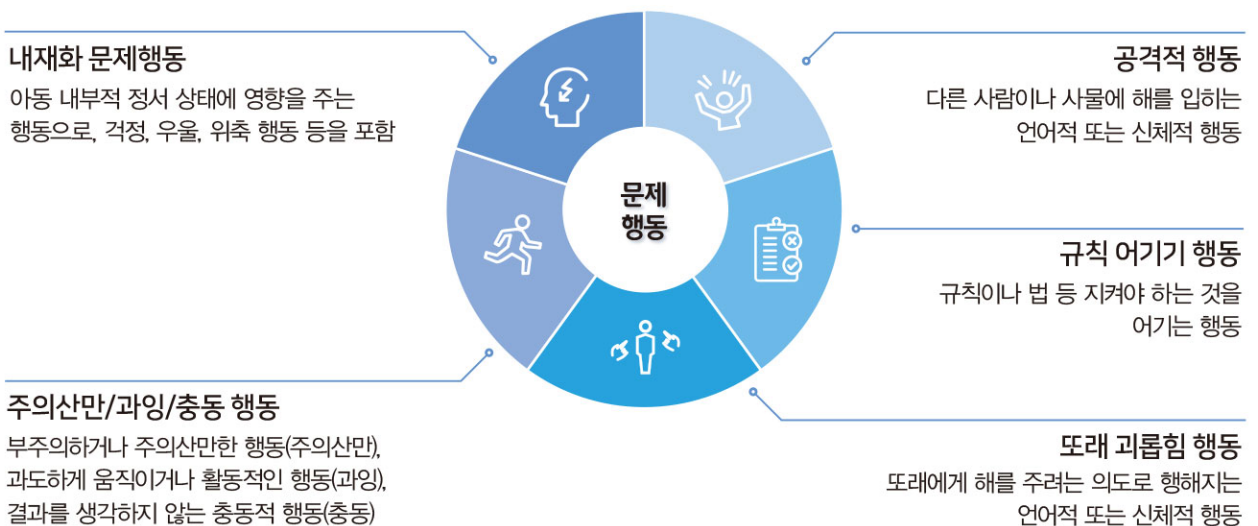 내재화 문제행동
아동 내부적 정서 상태에 영향을 주는
행동으로, 걱정, 우울, 위축 행동 등을 포함
공격적 행동
다른 사람이나 사물에 해를 입히는
언어적 또는 신체적 행동
문제
행동
규칙 어기기 행동
규칙이나 법 등 지켜야 하는 것을
어기는 행동
주의산만/과잉/충동 행동
부주의하거나 주의산만한 행동(주의산만),
과도하게 움직이거나 활동적인 행동(과잉),
결과를 생각하지 않는 충동적 행동(충동)
또래 괴롭힘 행동
또래에게 해를 주려는 의도로 행해지는
언어적 또는 신체적 행동